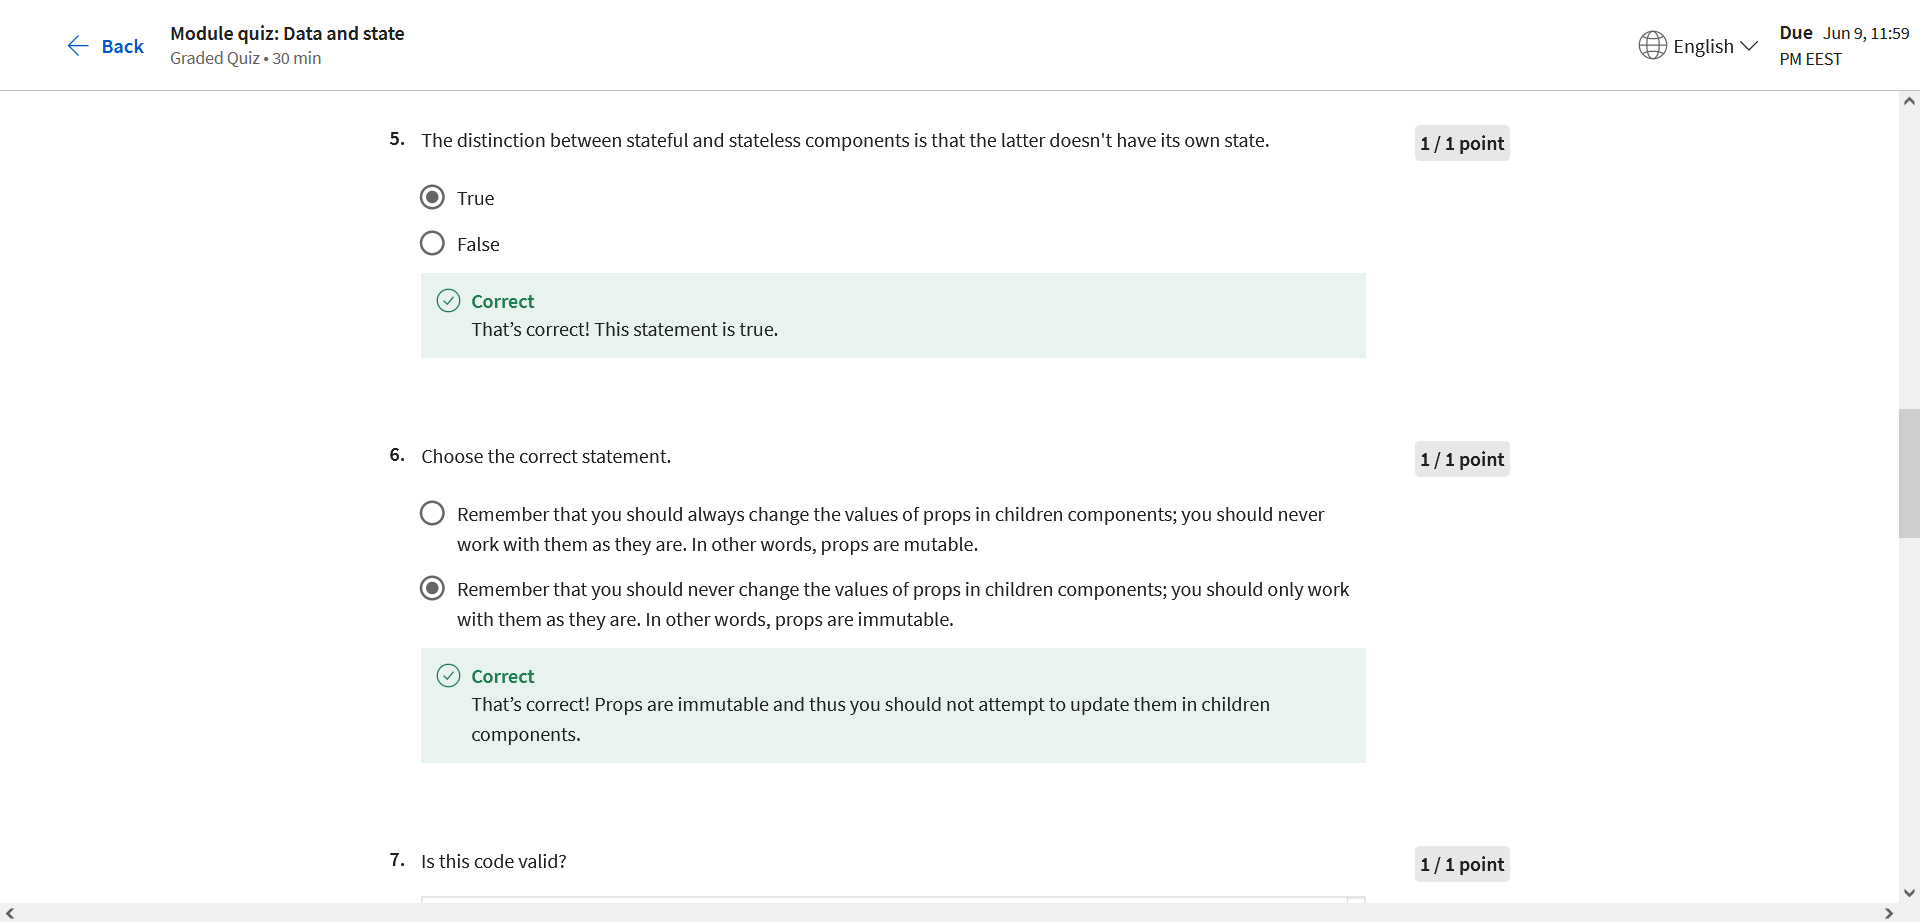 Back
Module quiz: Data and state
Graded Quiz • 30 min
English
Due Jun 9, 11:59
PM EEST
5. The distinction between stateful and stateless components is that the latter doesn't have its own state.
1 / 1 point
True
False
Correct
That’s correct! This statement is true.
6. Choose the correct statement.
1 / 1 point
Remember that you should always change the values of props in children components; you should never
work with them as they are. In other words, props are mutable.
Remember that you should never change the values of props in children components; you should only work
with them as they are. In other words, props are immutable.
Correct
That’s correct! Props are immutable and thus you should not attempt to update them in children
components.
7. Is this code valid?
1 / 1 point